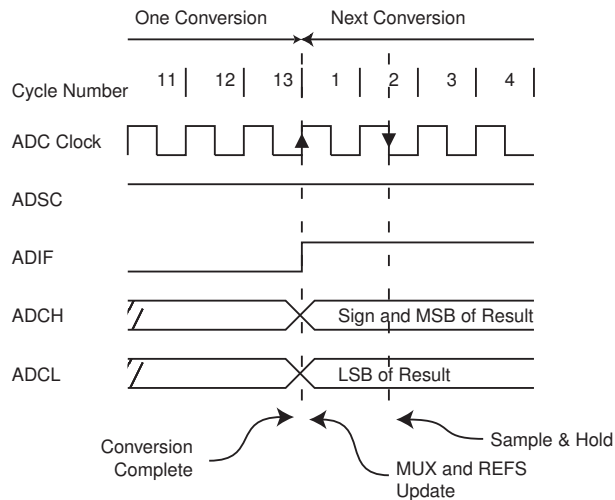 One Conversion Next Conversion
Cycle Number 11 12 13 1 2 3 4
ADC Clock
ADSC
ADIF
ADCH Sign and MSB of Result
ADCL LSB of Result
Conversion
Complete
MUX and REFS
Update
Sample & Hold